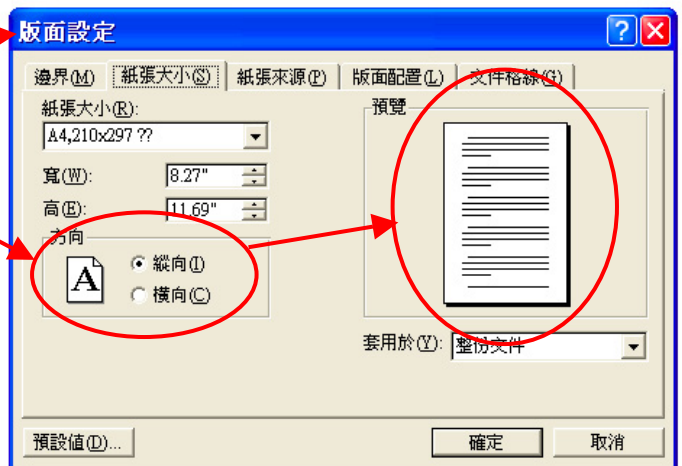 版面設定
邊界(M) 紙張大小(S) 紙張來源(P) 版面配置(L) 文件格線(G)
紙張大小(R):
A4,210x297 ??
寬(W): 8.27"
高(E): 11.69"
方向
A
縱向(I)
橫向(C)
預覽
套用於(Y): 整份文件
預設值(D)... 確定 取消